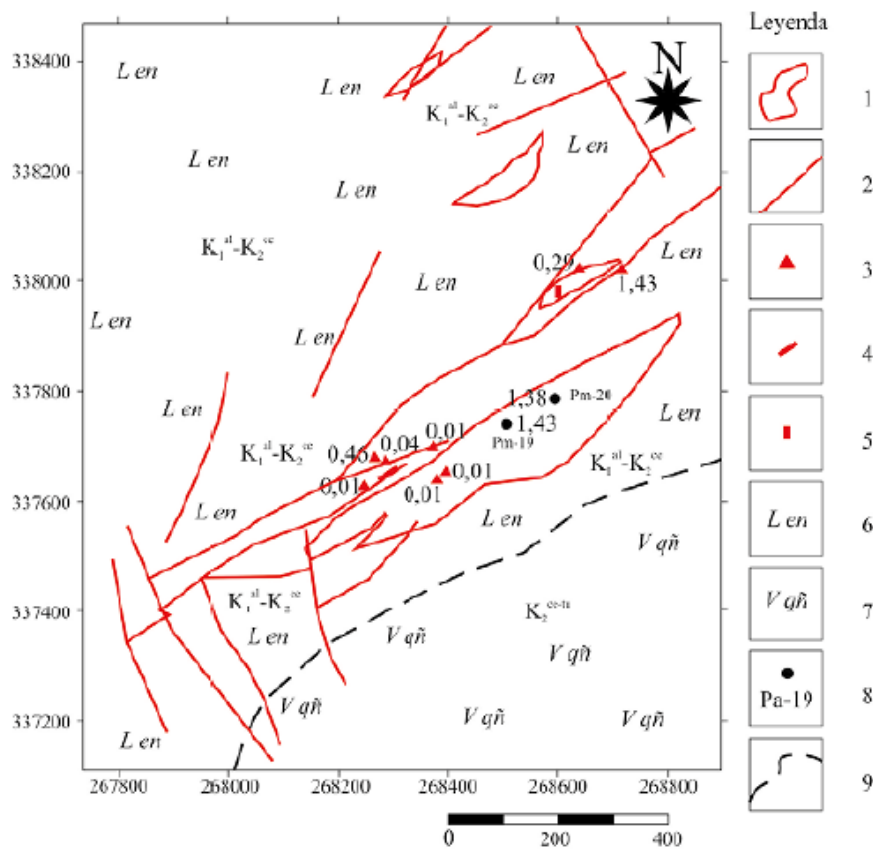 Leyenda
338400
L en
L en
L en
N
1
K₁ᵃˡ-K₂ᶜᵉ
338200
L en
L en
L en
2
K₁ᵃˡ-K₂ᶜᵉ
L en
338000
0,29
L en
1,43
3
L en
L en
4
337800
L en
1,38
Pm-20
1,43
Pm-19
L en
K₁ᵃˡ-K₂ᶜᵉ
0,46
0,04
0,01
K₁ᵃˡ-K₂ᶜᵉ
5
0,01
0,01
0,01
337600
L en
L en
L en
6
V qñ
337400
K₁ᵃˡ-K₂ᶜᵉ
L en
V qñ
K₂ᶜᵉ⁻ᵗᵘ
V qñ
V qñ
7
337200
L en
V qñ
V qñ
V qñ
Pa-19
8
267800
268000
268200
268400
268600
268800
9
0
200
400